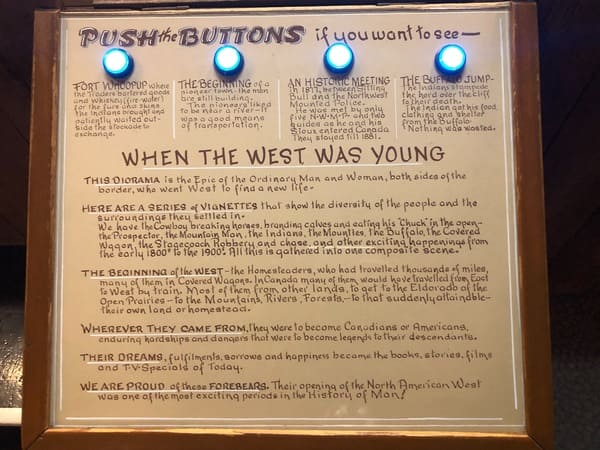 PUSH the BUTTONS if you want to see—
FORT WHOOPUP where
the Traders bartered goods
and Whiskey (fire-water)
for the furs and skins
the Indians brought and
patiently waited out-
side the stockade to
exchange.
THE BEGINNING of a
pioneer town - the main
are still building.
The pioneers liked
to be near a river - it
was a good means
of transportation.
AN HISTORIC MEETING
in 1877, between Sitting
Bull and the Northwest
Mounted Police.
He was met by only
five N-W-M-P- and two
guides as he and his
Sioux entered Canada
They stayed till 1881.
THE BUFFALO JUMP-
The Indians stampede
the herd over the cliff
to their death.
The Indian got his food,
clothing and shelter
from the Buffalo-
Nothing was wasted.
WHEN THE WEST WAS YOUNG
THIS DIORAMA is the Epic of the Ordinary Man and Woman, both sides of the
border, who went West to find a new life-
HERE ARE A SERIES of VIGNETTES that show the diversity of the people and the
surroundings they settled in.
We have the Cowboy breaking horses, branding calves and eating his "Chuck" in the open-
the Prospector, the Mountain Man, the Indians, the Mounties, the Buffalo, the Covered
Wagon, the Stagecoach Robbery and chase, and other exciting happenings from
the early 1800s to the 1900s. All this is gathered into one composite scene."
THE BEGINNING of the WEST - the Homesteaders, who had travelled thousands of miles,
many of them in Covered Wagons. In Canada many of them would have travelled from East
to West by train. Most of them from other lands, to get to the Eldorado of the
Open Prairies - to the Mountains, Rivers, Forests, - to that suddenly attainable-
their own land or homestead.
WHEREVER THEY CAME FROM, they were to become Canadians or Americans,
enduring hardships and dangers that were to become legends to their descendants.
THEIR DREAMS, fulfilments, sorrows and happiness became the books, stories, films
and T-V-Specials of Today.
WE ARE PROUD of these FOREBEARS. Their opening of the North American West
was one of the most exciting periods in the History of Man!